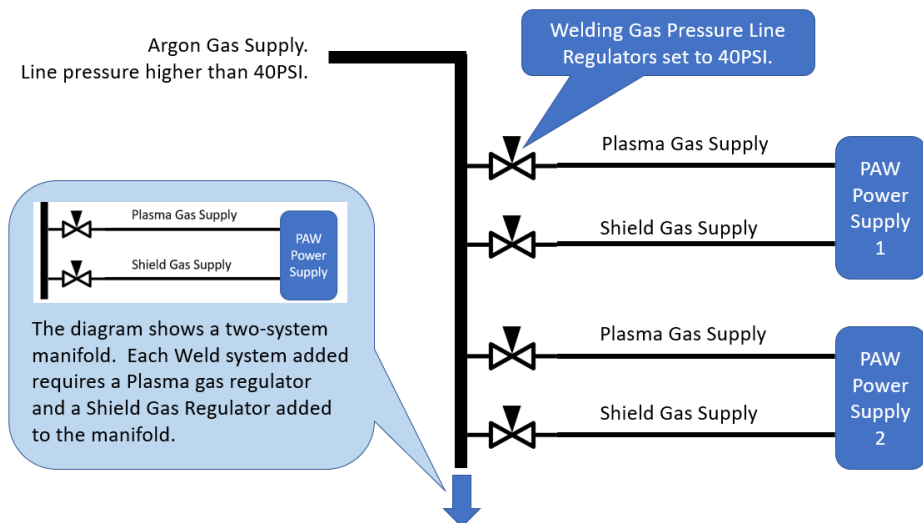 Argon Gas Supply.
Line pressure higher than 40PSI.
Welding Gas Pressure Line
Regulators set to 40PSI.
Plasma Gas Supply
Shield Gas Supply
PAW
Power
Supply
1
Plasma Gas Supply
Shield Gas Supply
PAW
Power
Supply
2
Plasma Gas Supply
Shield Gas Supply
PAW
Power
Supply
The diagram shows a two-system
manifold.  Each Weld system added
requires a Plasma gas regulator
and a Shield Gas Regulator added
to the manifold.